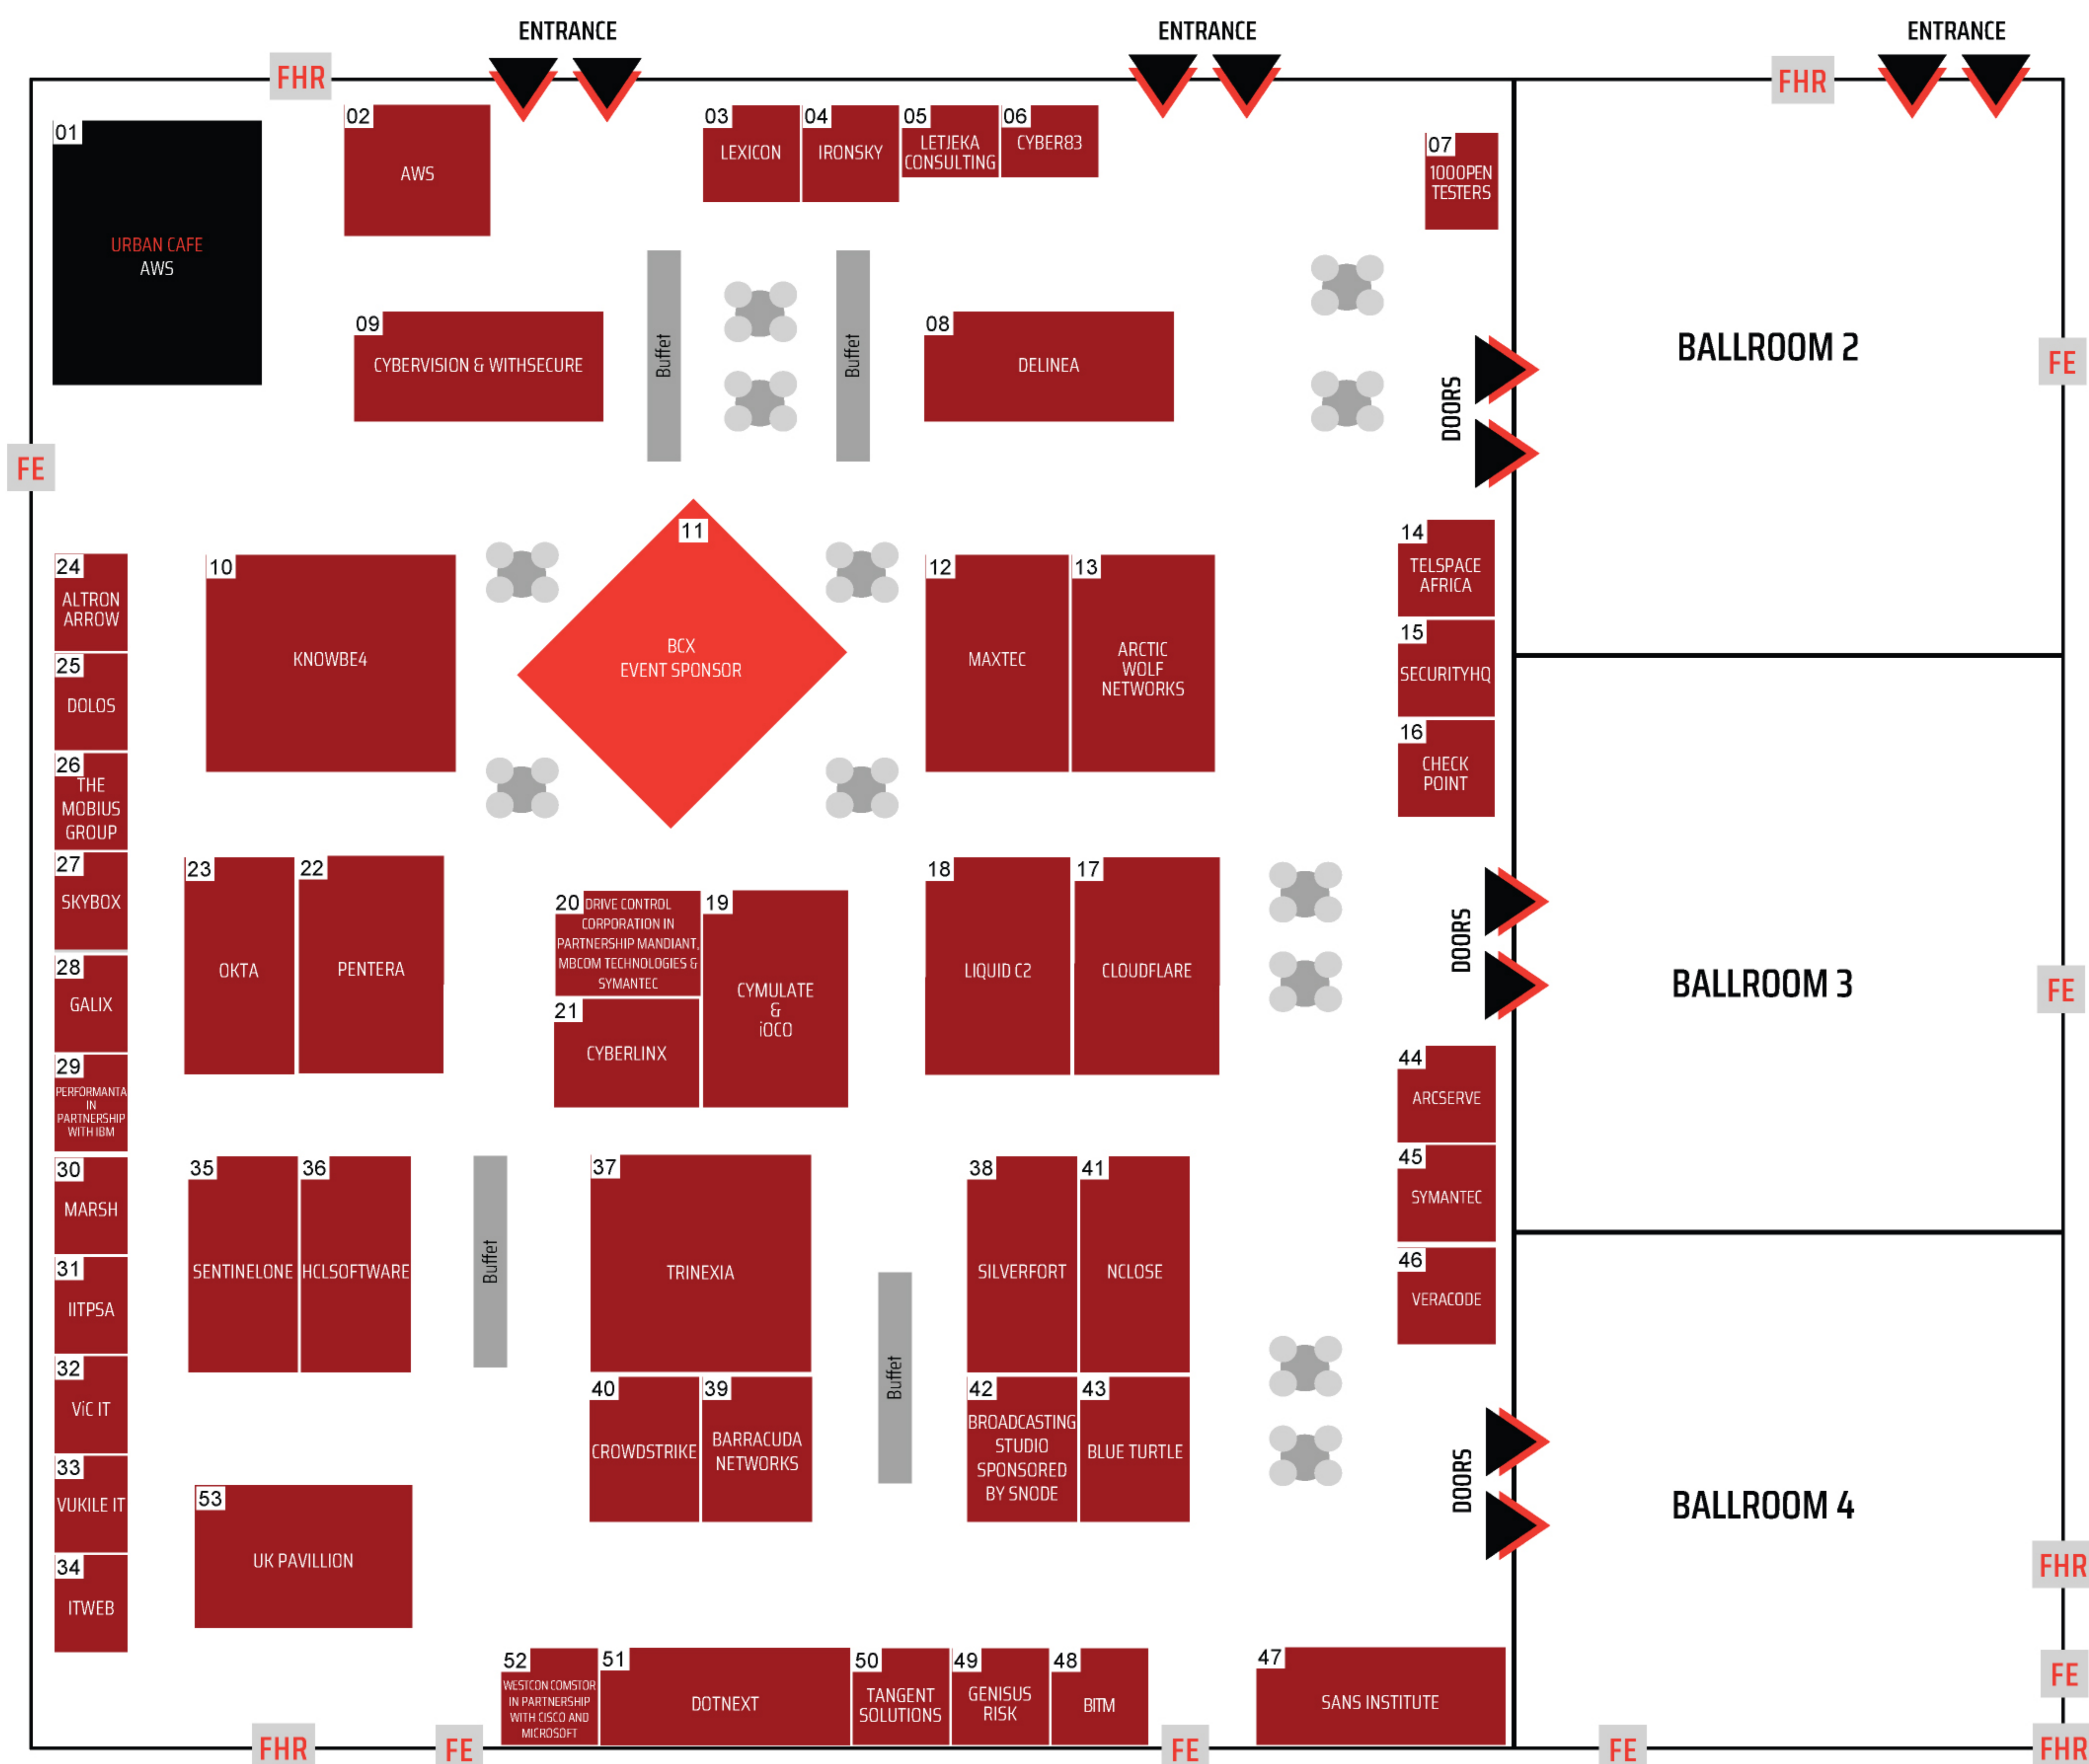 ENTRANCE
ENTRANCE
ENTRANCE
FHR
FHR
01
URBAN CAFE
AWS
02
AWS
03
LEXICON
04
IRONSKY
05
LETJEKA
CONSULTING
06
CYBER83
07
1000PEN
TESTERS
09
CYBERVISION & WITHSECURE
Buffet
Buffet
08
DELINEA
DOORS
BALLROOM 2
FE
FE
24
ALTRON
ARROW
25
DOLOS
26
THE
MOBIUS
GROUP
27
SKYBOX
28
GALIX
29
PERFORMANTA
IN
PARTNERSHIP
WITH IBM
30
MARSH
31
IITPSA
32
ViC IT
33
VUKILE IT
34
ITWEB
10
KNOWBE4
11
BCX
EVENT SPONSOR
12
MAXTEC
13
ARCTIC
WOLF
NETWORKS
14
TELSPACE
AFRICA
15
SECURITYHQ
16
CHECK
POINT
23
OKTA
22
PENTERA
20
DRIVE CONTROL
CORPORATION IN
PARTNERSHIP MANDIANT,
MBCOM TECHNOLOGIES &
SYMANTEC
21
CYBERLINX
19
CYMULATE
&
iOCO
18
LIQUID C2
17
CLOUDFLARE
DOORS
BALLROOM 3
FE
44
ARCSERVE
45
SYMANTEC
46
VERACODE
35
SENTINELONE
36
HCLSOFTWARE
Buffet
37
TRINEXIA
40
CROWDSTRIKE
39
BARRACUDA
NETWORKS
Buffet
38
SILVERFORT
41
NCLOSE
42
BROADCASTING
STUDIO
SPONSORED
BY SNODE
43
BLUE TURTLE
DOORS
BALLROOM 4
FHR
FE
FHR
53
UK PAVILLION
52
WESTCON COMSTOR
IN PARTNERSHIP
WITH CISCO AND
MICROSOFT
51
DOTNEXT
50
TANGENT
SOLUTIONS
49
GENISUS
RISK
48
BITM
47
SANS INSTITUTE
FHR
FE
FE
FE